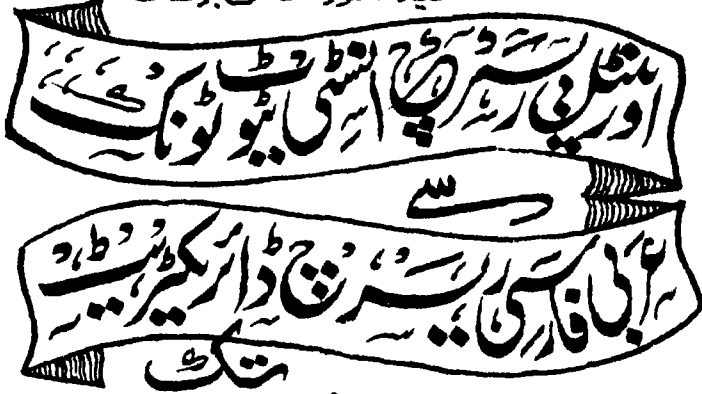 اورینٹل ریسرچ انسٹی ٹیوٹ ٹونک
سے
عربی فارسی ریسرچ ڈائریکٹریٹ
تک